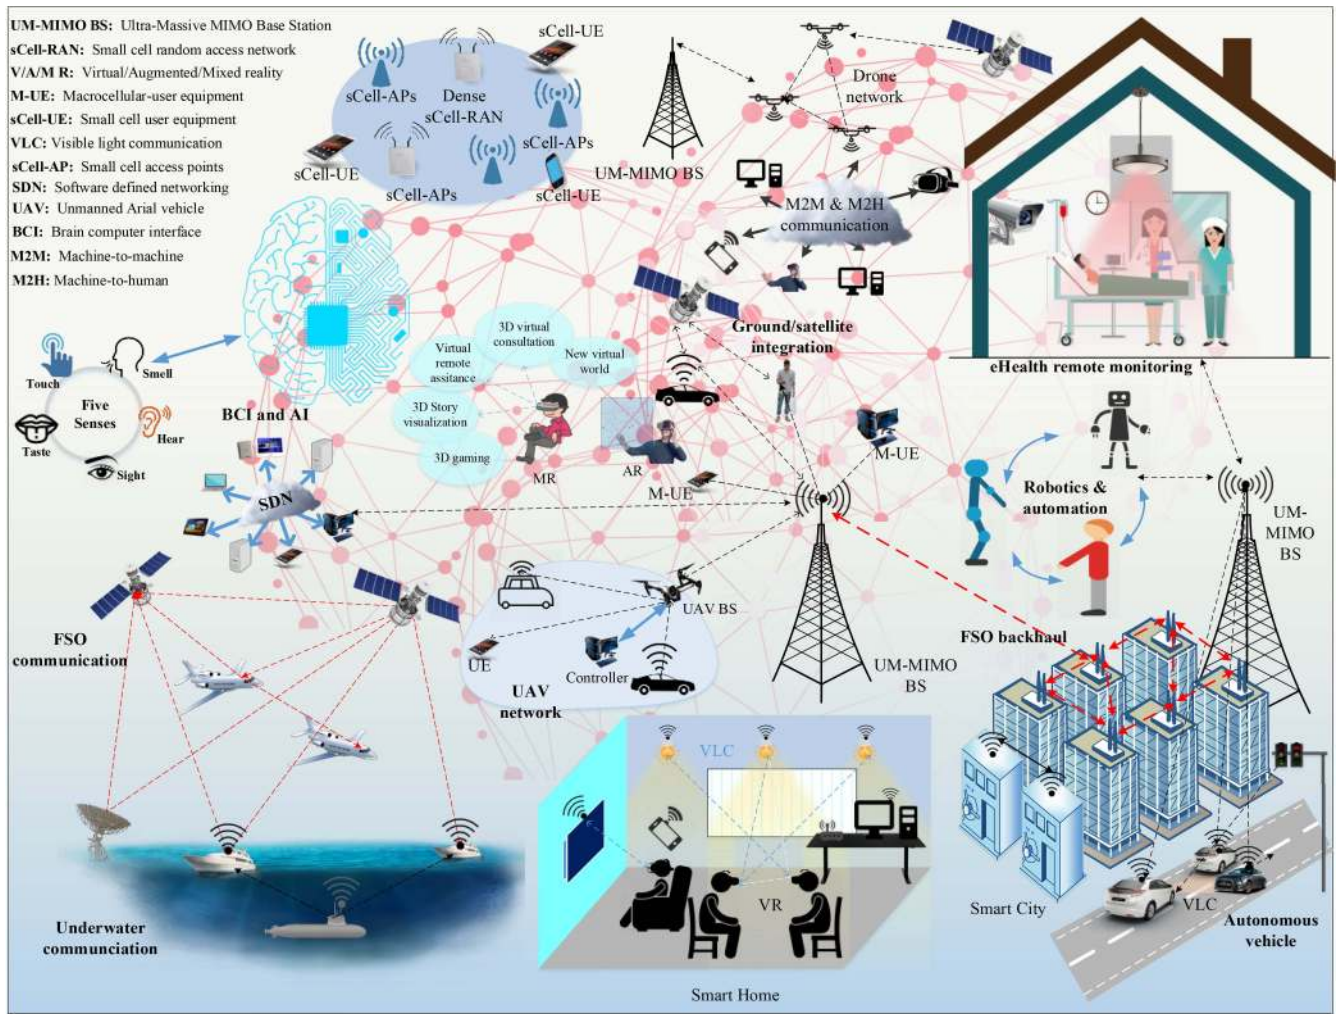 UM-MIMO BS: Ultra-Massive MIMO Base Station
sCell-RAN: Small cell random access network
V/A/M R: Virtual/Augmented/Mixed reality
M-UE: Macrocellular-user equipment
sCell-UE: Small cell user equipment
VLC: Visible light communication
sCell-AP: Small cell access points
SDN: Software defined networking
UAV: Unmanned Arial vehicle
BCI: Brain computer interface
M2M: Machine-to-machine
M2H: Machine-to-human
sCell-UE
sCell-APs
Dense
sCell-RAN
sCell-APs
sCell-UE
sCell-APs
sCell-UE
UM-MIMO BS
Drone
network
M2M & M2H
communication
Ground/satellite
integration
eHealth remote monitoring
Touch
Smell
Five
Senses
Taste
Hear
Sight
BCI and AI
SDN
3D virtual
consultation
Virtual
remote
assitance
New virtual
world
3D Story
visualization
3D gaming
MR
AR
M-UE
M-UE
Robotics &
automation
UM-
MIMO
BS
FSO
communication
UAV BS
UE
Controller
UAV
network
UM-MIMO
BS
FSO backhaul
VLC
VR
Smart Home
Underwater
communciation
Smart City
VLC
Autonomous
vehicle